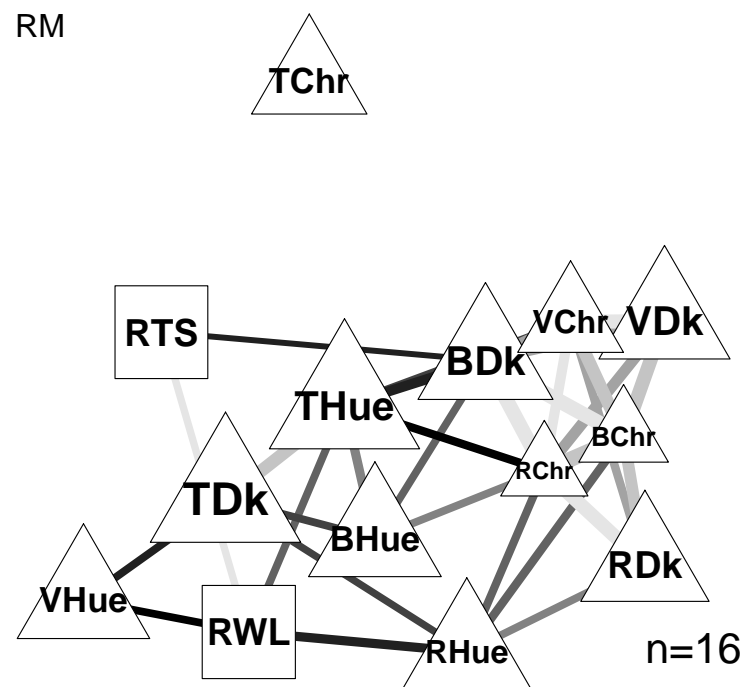 RM
TChr
RTS
VChr
VDk
BDk
THue
BChr
RChr
TDk
BHue
RDk
VHue
RWL
RHue
n=16